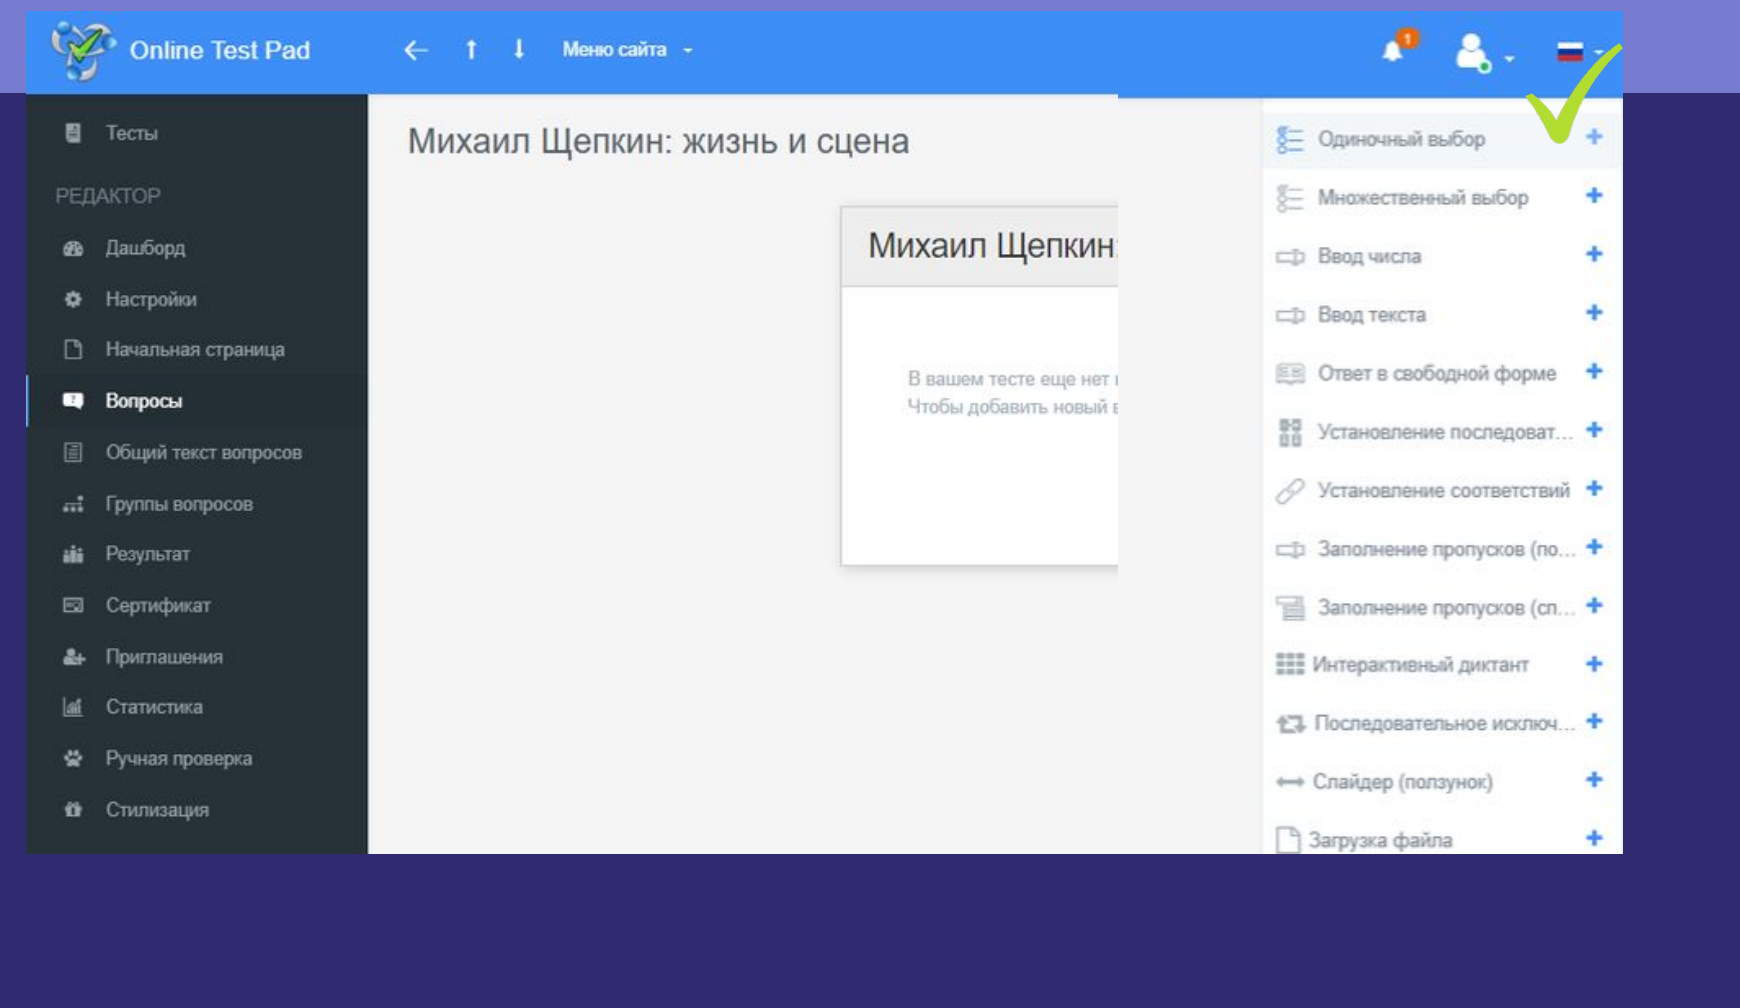 Online Test Pad
Меню сайта
1
Тесты
РЕДАКТОР
Дашборд
Настройки
Начальная страница
Вопросы
Общий текст вопросов
Группы вопросов
Результат
Сертификат
Приглашения
Статистика
Ручная проверка
Стилизация
Михаил Щепкин: жизнь и сцена
Михаил Щепкин:
В вашем тесте еще нет
Чтобы добавить новый
Одиночный выбор
Множественный выбор
Ввод числа
Ввод текста
Ответ в свободной форме
Установление последоват...
Установление соответствий
Заполнение пропусков (по...
Заполнение пропусков (сп...
Интерактивный диктант
Последовательное исключ...
Слайдер (ползунок)
Загрузка файла